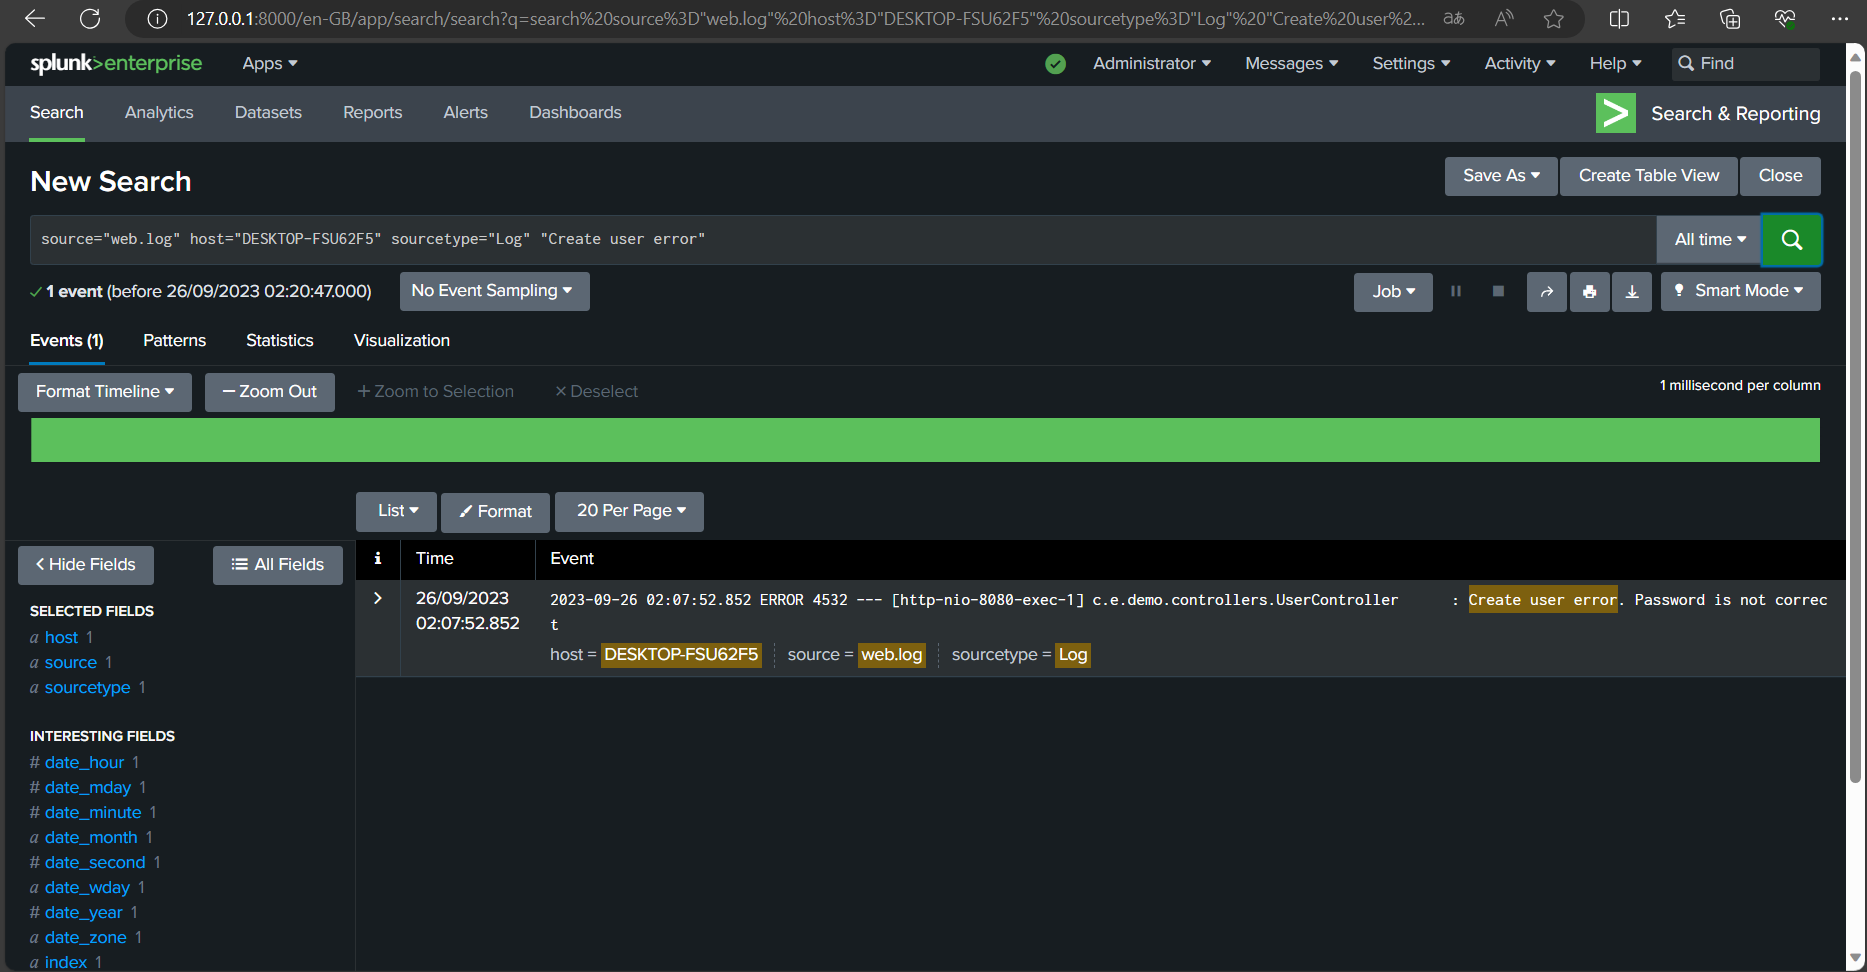 127.0.0.1:8000/en-GB/app/search/search?q=search%20source%3D"web.log"%20host%3D"DESKTOP-FSU62F5"%20sourcetype%3D"Log"%20"Create%20user%2...
splunk>enterprise Apps Administrator Messages Settings Activity Help Find
Search Analytics Datasets Reports Alerts Dashboards Search & Reporting
New Search Save As Create Table View Close
source="web.log" host="DESKTOP-FSU62F5" sourcetype="Log" "Create user error" All time
1 event (before 26/09/2023 02:20:47.000) No Event Sampling Job Smart Mode
Events (1) Patterns Statistics Visualization
Format Timeline — Zoom Out + Zoom to Selection × Deselect 1 millisecond per column
List Format 20 Per Page
Hide Fields All Fields
i Time Event
26/09/2023
02:07:52.852
2023-09-26 02:07:52.852 ERROR 4532 --- [http-nio-8080-exec-1] c.e.demo.controllers.UserController : Create user error. Password is not correc
t
host = DESKTOP-FSU62F5 source = web.log sourcetype = Log
SELECTED FIELDS
a host 1
a source 1
a sourcetype 1
INTERESTING FIELDS
# date_hour 1
# date_mday 1
# date_minute 1
a date_month 1
# date_second 1
a date_wday 1
# date_year 1
a date_zone 1
a index 1